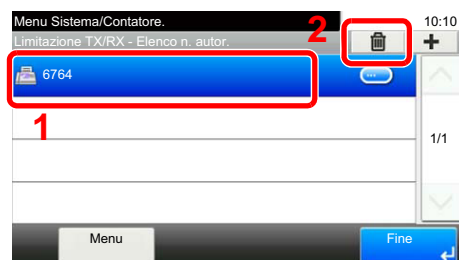 Menu Sistema/Contatore.
10:10
Limitazione TX/RX - Elenco n. autor.
2
6764
1
1/1
Menu
Fine